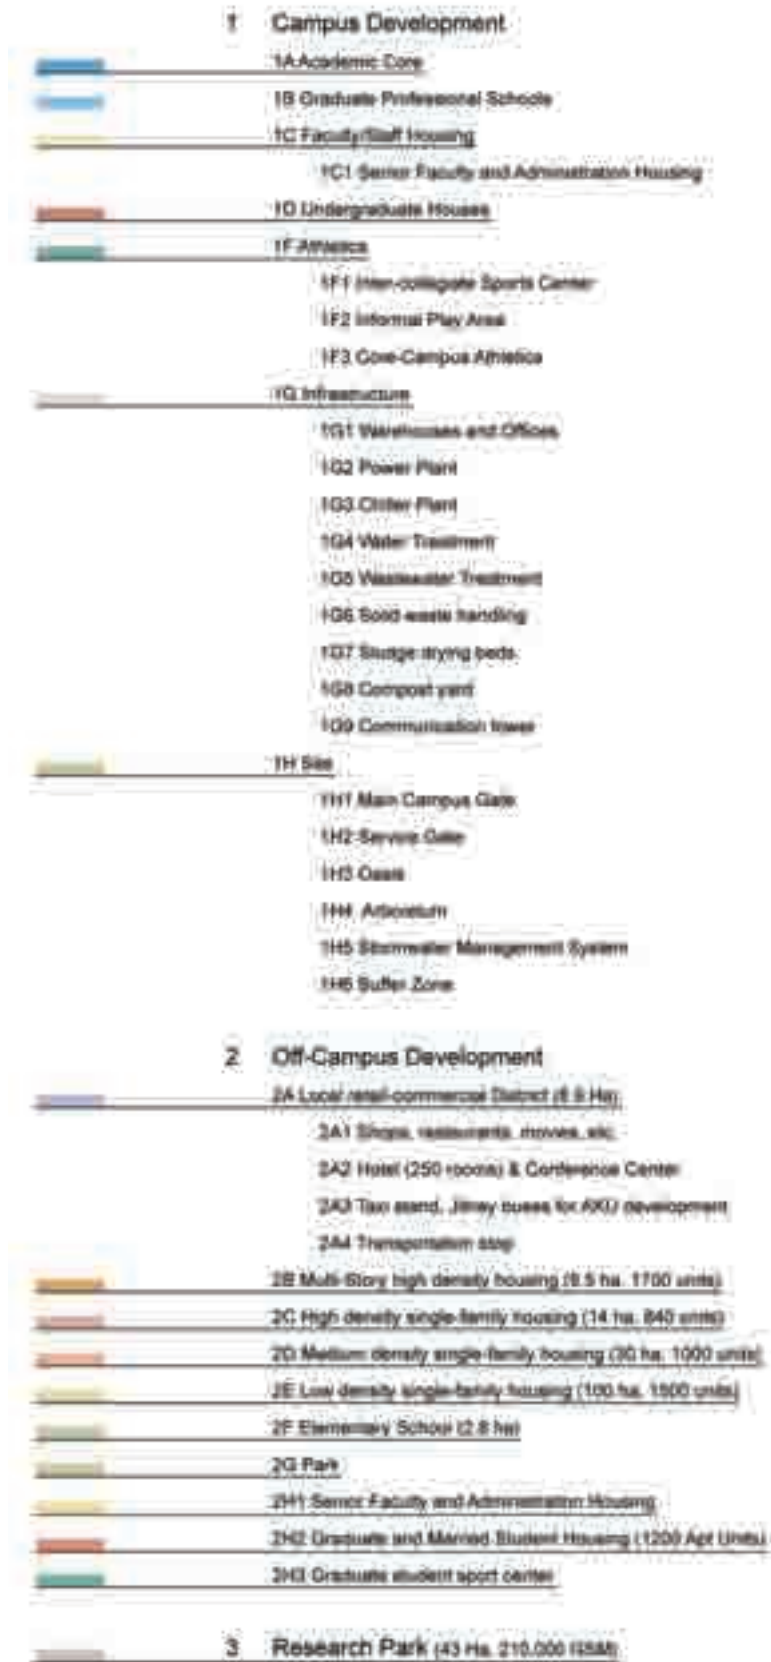 1 Campus Development
1A Academic Core
1B Graduate Professional Schools
1C Faculty/Staff Housing
1C1 Senior Faculty and Administration Housing
1D Undergraduate Houses
1F Athletics
1F1 Inter-collegiate Sports Center
1F2 Informal Play Area
1F3 Core-Campus Athletics
1G Infrastructure
1G1 Warehouses and Offices
1G2 Power Plant
1G3 Chiller Plant
1G4 Water Treatment
1G5 Wastewater Treatment
1G6 Solid waste handling
1G7 Sludge drying beds
1G8 Compost yard
1G9 Communication tower
1H Site
1H1 Main Campus Gate
1H2 Service Gate
1H3 Oasis
1H4 Arboretum
1H5 Stormwater Management System
1H6 Buffer Zone
2 Off-Campus Development
2A Local retail-commercial District Ha)
2A1 Shops, restaurants, movies, etc.
2A2 Hotel (250 rooms) & Conference Center
2A3 Taxi stand, Jitney buses for AKU development
2A4 Transportation stop
2B Multi-Story high density housing ha. 1700 units)
2C High density single-family housing (14 ha. 840 units)
2D Medium density single-family housing (30 ha. 1000 units)
2E Low density single-family housing (100 ha. 1500 units)
2F Elementary School (2.8 ha)
2G Park
2H1 Senior Faculty and Administration Housing
2H2 Graduate and Married Student Housing (1200 Apt Units)
2H3 Graduate student sport center
3 Research Park (43 Ha. 210,000 GSM)